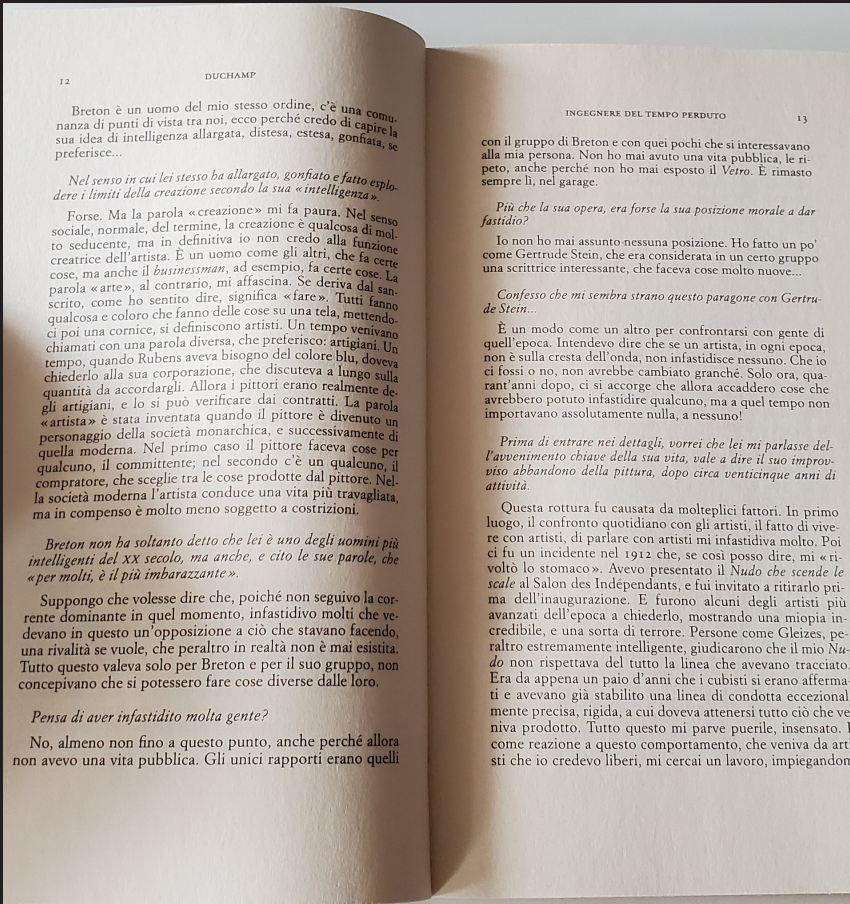 12
DUCHAMP
Breton è un uomo del mio stesso ordine, c'è una comu-
nanza di punti di vista tra noi, ecco perché credo di capire la
sua idea di intelligenza allargata, distesa, estesa, gonfiata, se
preferisce...
Nel senso in cui lei stesso ha allargato, gonfiato e fatto esplo-
dere i limiti della creazione secondo la sua «intelligenza».
Forse. Ma la parola «creazione» mi fa paura. Nel senso
sociale, normale, del termine, la creazione è qualcosa di mol-
to seducente, ma in definitiva io non credo alla funzione
creatrice dell'artista. È un uomo come gli altri, che fa certe
cose, ma anche il businessman, ad esempio, fa certe cose. La
parola «arte», al contrario, mi affascina. Se deriva dal san-
scrito, come ho sentito dire, significa «fare». Tutti fanno
qualcosa e coloro che fanno delle cose su una tela, mettendo-
ci poi una cornice, si definiscono artisti. Un tempo venivano
chiamati con una parola diversa, che preferisco: artigiani. Un
tempo, quando Rubens aveva bisogno del colore blu, doveva
chiederlo alla sua corporazione, che discuteva a lungo sulla
quantità da accordargli. Allora i pittori erano realmente de-
gli artigiani, e lo si può verificare dai contratti. La parola
«artista» è stata inventata quando il pittore è divenuto un
personaggio della società monarchica, e successivamente di
quella moderna. Nel primo caso il pittore faceva cose per
qualcuno, il committente; nel secondo c'è un qualcuno, il
compratore, che sceglie tra le cose prodotte dal pittore. Nel-
la società moderna l'artista conduce una vita più travagliata,
ma in compenso è molto meno soggetto a costrizioni.
Breton non ha soltanto detto che lei è uno degli uomini più
intelligenti del XX secolo, ma anche, e cito le sue parole, che
«per molti, è il più imbarazzante».
Suppongo che volesse dire che, poiché non seguivo la cor-
rente dominante in quel momento, infastidivo molti che ve-
devano in questo un'opposizione a ciò che stavano facendo,
una rivalità se vuole, che peraltro in realtà non è mai esistita.
Tutto questo valeva solo per Breton e per il suo gruppo, non
concepivano che si potessero fare cose diverse dalle loro.
Pensa di aver infastidito molta gente?
No, almeno non fino a questo punto, anche perché allora
non avevo una vita pubblica. Gli unici rapporti erano quelli
INGEGNERE DEL TEMPO PERDUTO
13
con il gruppo di Breton e con quei pochi che si interessavano
alla mia persona. Non ho mai avuto una vita pubblica, le ri-
peto, anche perché non ho mai esposto il Vetro. È rimasto
sempre lì, nel garage.
Più che la sua opera, era forse la sua posizione morale a dar
fastidio?
Io non ho mai assunto nessuna posizione. Ho fatto un po'
come Gertrude Stein, che era considerata in un certo gruppo
una scrittrice interessante, che faceva cose molto nuove...
Confesso che mi sembra strano questo paragone con Gertru-
de Stein...
È un modo come un altro per confrontarsi con gente di
quell'epoca. Intendevo dire che se un artista, in ogni epoca,
non è sulla cresta dell'onda, non infastidisce nessuno. Che io
ci fossi o no, non avrebbe cambiato granché. Solo ora, qua-
rant'anni dopo, ci si accorge che allora accaddero cose che
avrebbero potuto infastidire qualcuno, ma a quel tempo non
importavano assolutamente nulla, a nessuno!
Prima di entrare nei dettagli, vorrei che lei mi parlasse del-
l'avvenimento chiave della sua vita, vale a dire il suo improv-
viso abbandono della pittura, dopo circa venticinque anni di
attività.
Questa rottura fu causata da molteplici fattori. In primo
luogo, il confronto quotidiano con gli artisti, il fatto di vive-
re con artisti, di parlare con artisti mi infastidiva molto. Poi
ci fu un incidente nel 1912 che, se così posso dire, mi «ri-
voltò lo stomaco». Avevo presentato il Nudo che scende le
scale al Salon des Indépendants, e fui invitato a ritirarlo pri-
ma dell'inaugurazione. E furono alcuni degli artisti più
avanzati dell'epoca a chiederlo, mostrando una miopia in-
credibile, e una sorta di terrore. Persone come Gleizes, pe-
raltro estremamente intelligente, giudicarono che il mio Nu-
do non rispettava del tutto la linea che avevano tracciato.
Era da appena un paio d'anni che i cubisti si erano afferma-
ti e avevano già stabilito una linea di condotta eccezional
mente precisa, rigida, a cui doveva attenersi tutto ciò che ve
niva prodotto. Tutto questo mi parve puerile, insensato.
come reazione a questo comportamento, che veniva da art
sti che io credevo liberi, mi cercai un lavoro, impiegandom